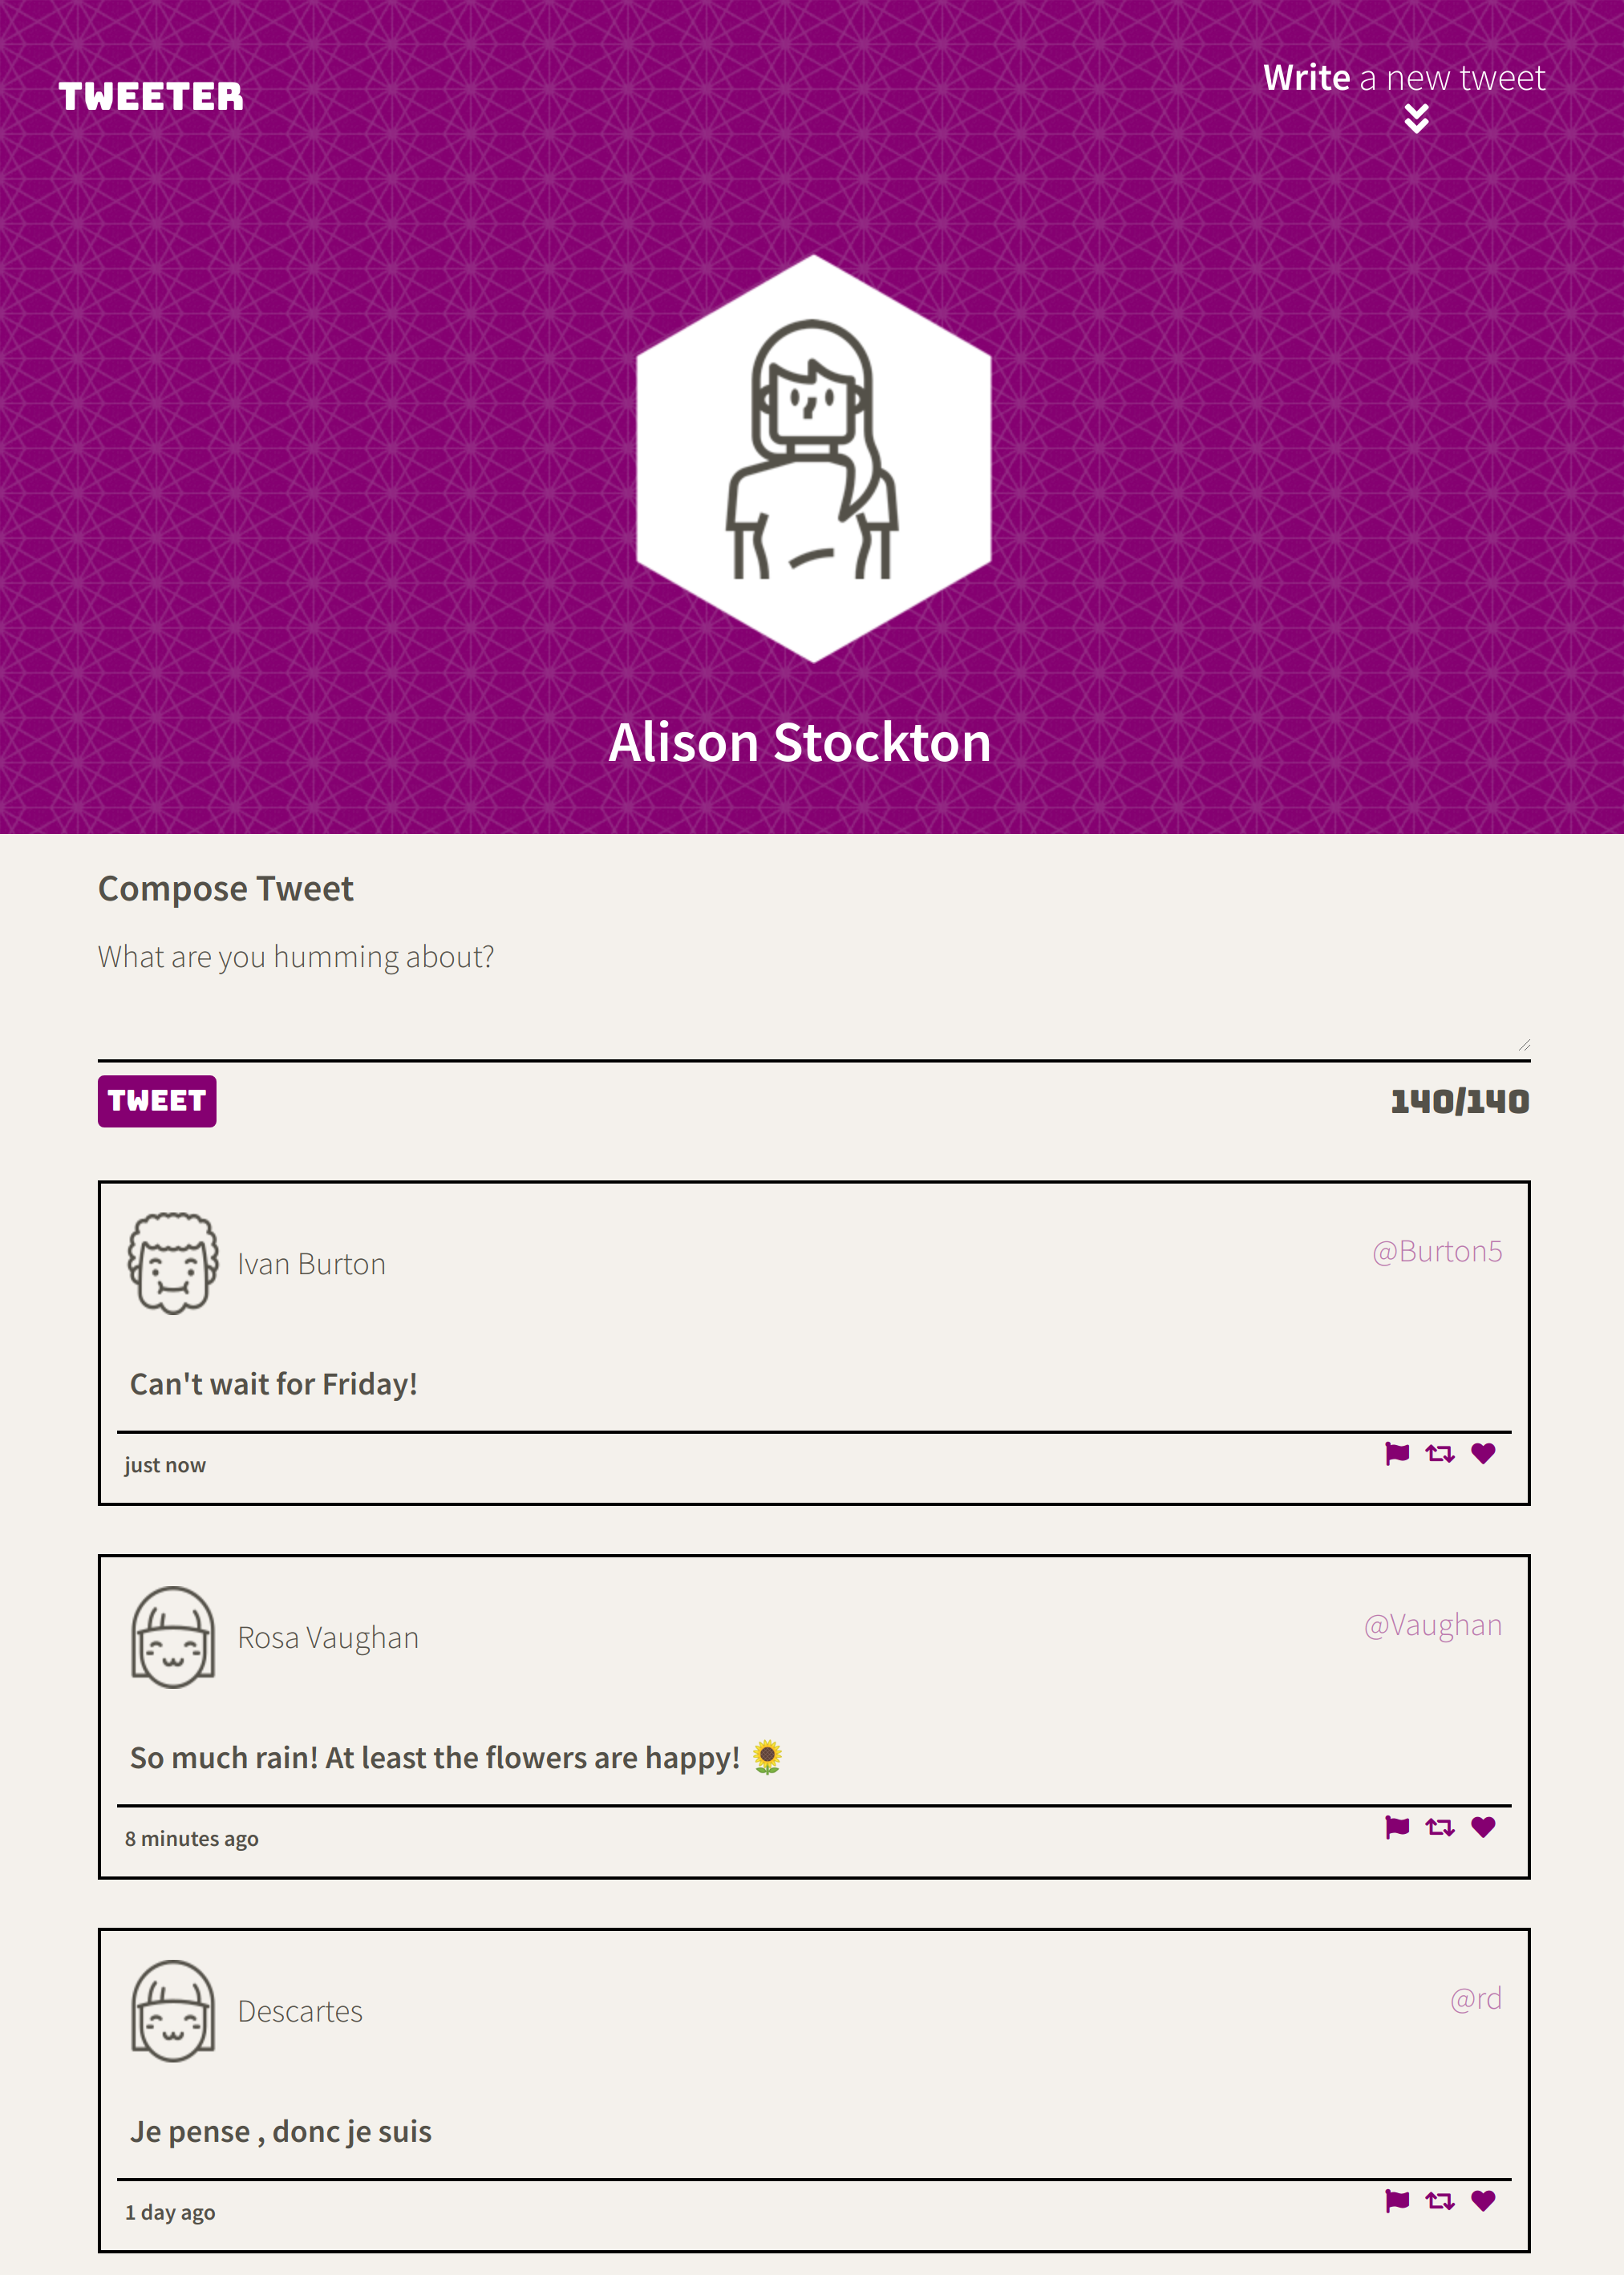 TWEETER
Write a new tweet
Alison Stockton
Compose Tweet
What are you humming about?
TWEET
140/140
Ivan Burton
@Burton5
Can't wait for Friday!
just now
Rosa Vaughan
@Vaughan
So much rain! At least the flowers are happy! 🌻
8 minutes ago
Descartes
@rd
Je pense , donc je suis
1 day ago